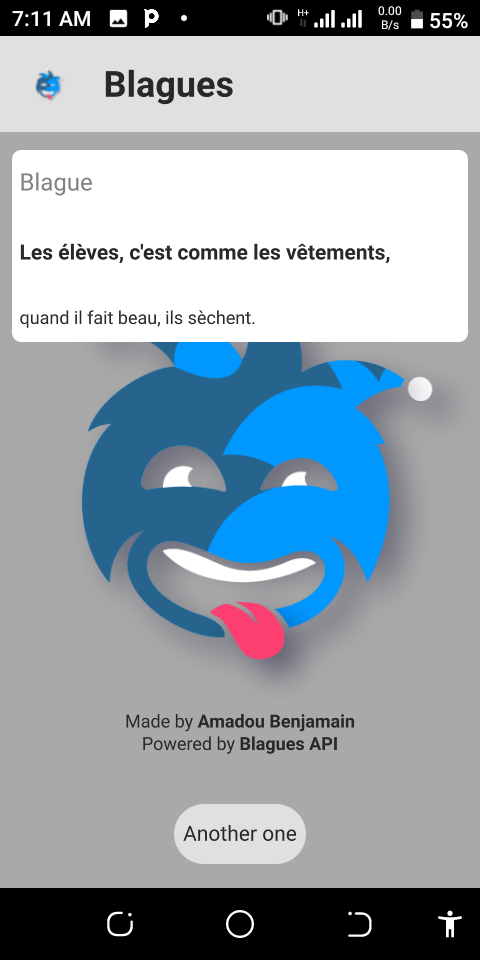 7:11 AM
H+
0.00
B/s
55%
Blagues
Blague
Les élèves, c'est comme les vêtements,
quand il fait beau, ils sèchent.
Made by Amadou Benjamain
Powered by Blagues API
Another one